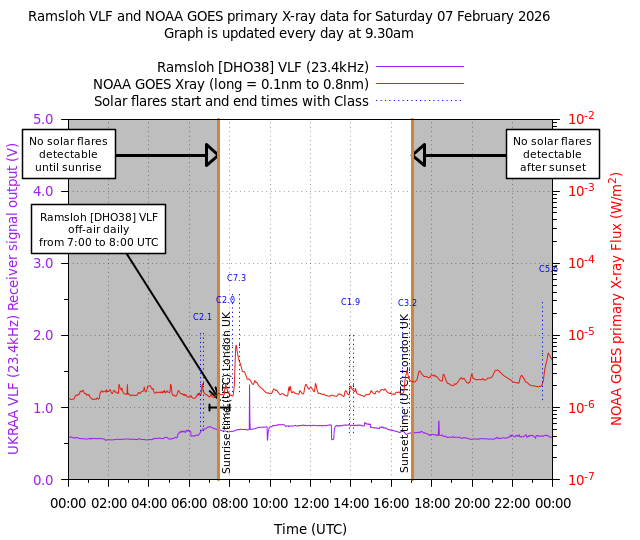 Ramsloh VLF and NOAA GOES primary X-ray data for Saturday 07 February 2026
Graph is updated every day at 9.30am
Ramsloh [DHO38] VLF (23.4kHz)
NOAA GOES Xray (long = 0.1nm to 0.8nm)
Solar flares start and end times with Class
5.0
4.0
3.0
2.0
1.0
0.0
UKRAA VLF (23.4kHz) Receiver signal output (V)
No solar flares
detectable
until sunrise
Ramsloh [DHO38] VLF
off-air daily
from 7:00 to 8:00 UTC
C2.1
C2.0
C7.3
C1.9
C3.2
C5.6
Sunrise time (UTC) London UK
Sunset time (UTC) London UK
No solar flares
detectable
after sunset
10-2
10-3
10-4
10-5
10-6
10-7
NOAA GOES primary X-ray Flux (W/m2)
00:00 02:00 04:00 06:00 08:00 10:00 12:00 14:00 16:00 18:00 20:00 22:00 00:00
Time (UTC)